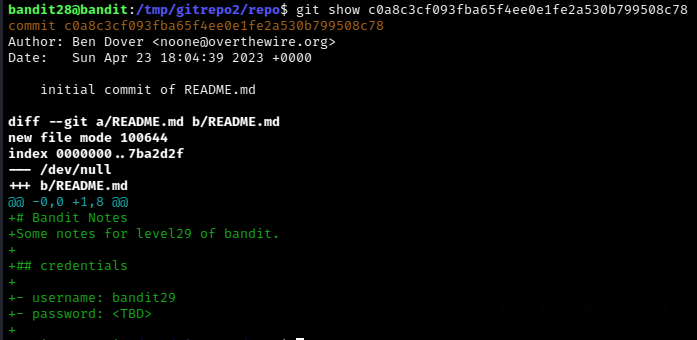 bandit28@bandit:/tmp/gitrepo2/repo$ git show c0a8c3cf093fba65f4ee0e1fe2a530b799508c78
commit c0a8c3cf093fba65f4ee0e1fe2a530b799508c78
Author: Ben Dover <noone@overthewire.org>
Date:   Sun Apr 23 18:04:39 2023 +0000

    initial commit of README.md

diff --git a/README.md b/README.md
new file mode 100644
index 0000000..7ba2d2f
--- /dev/null
+++ b/README.md
@@ -0,0 +1,8 @@
+# Bandit Notes
+Some notes for level29 of bandit.
+
+## credentials
+
+- username: bandit29
+- password: <TBD>
+